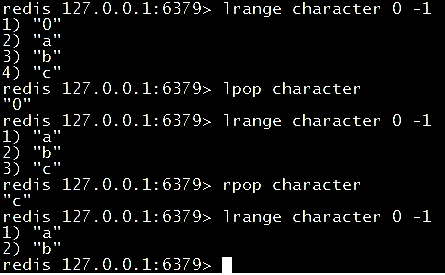 redis 127.0.0.1:6379> lrange character 0 -1
1) "0"
2) "a"
3) "b"
4) "c"
redis 127.0.0.1:6379> lpop character
"0"
redis 127.0.0.1:6379> lrange character 0 -1
1) "a"
2) "b"
3) "c"
redis 127.0.0.1:6379> rpop character
"c"
redis 127.0.0.1:6379> lrange character 0 -1
1) "a"
2) "b"
redis 127.0.0.1:6379>